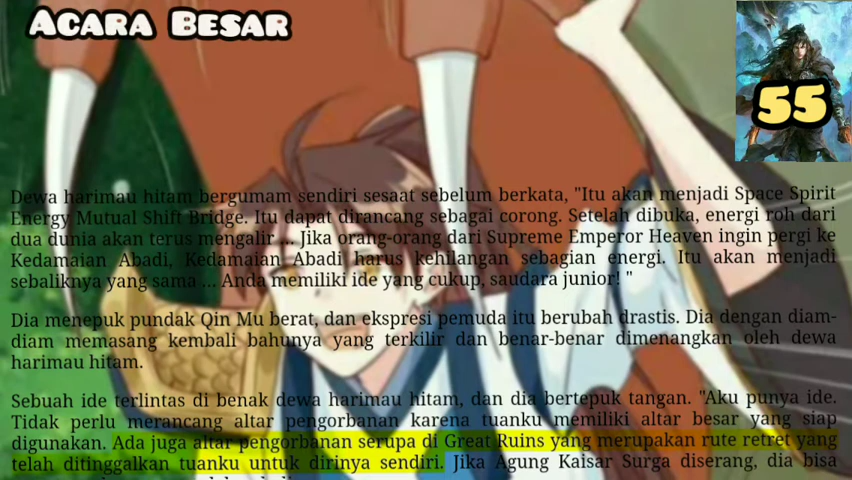 Acara Besar
55
Dewa harimau hitam bergumam sendiri sesaat sebelum berkata, "Itu akan menjadi Space Spirit
Energy Mutual Shift Bridge. Itu dapat dirancang sebagai corong. Setelah dibuka, energi roh dari
dua dunia akan terus mengalir ... Jika orang-orang dari Supreme Emperor Heaven ingin pergi ke
Kedamaian Abadi, Kedamaian Abadi harus kehilangan sebagian energi. Itu akan menjadi
sebaliknya yang sama ... Anda memiliki ide yang cukup, saudara junior! "
Dia menepuk pundak Qin Mu berat, dan ekspresi pemuda itu berubah drastis. Dia dengan diam-
diam memasang kembali bahunya yang terkilir dan benar-benar dimenangkan oleh dewa
harimau hitam.
Sebuah ide terlintas di benak dewa harimau hitam, dan dia bertepuk tangan. "Aku punya ide.
Tidak perlu merancang altar pengorbanan karena tuanku memiliki altar besar yang siap
digunakan. Ada juga altar pengorbanan serupa di Great Ruins yang merupakan rute retret yang
telah ditinggalkan tuanku untuk dirinya sendiri. Jika Agung Kaisar Surga diserang, dia bisa